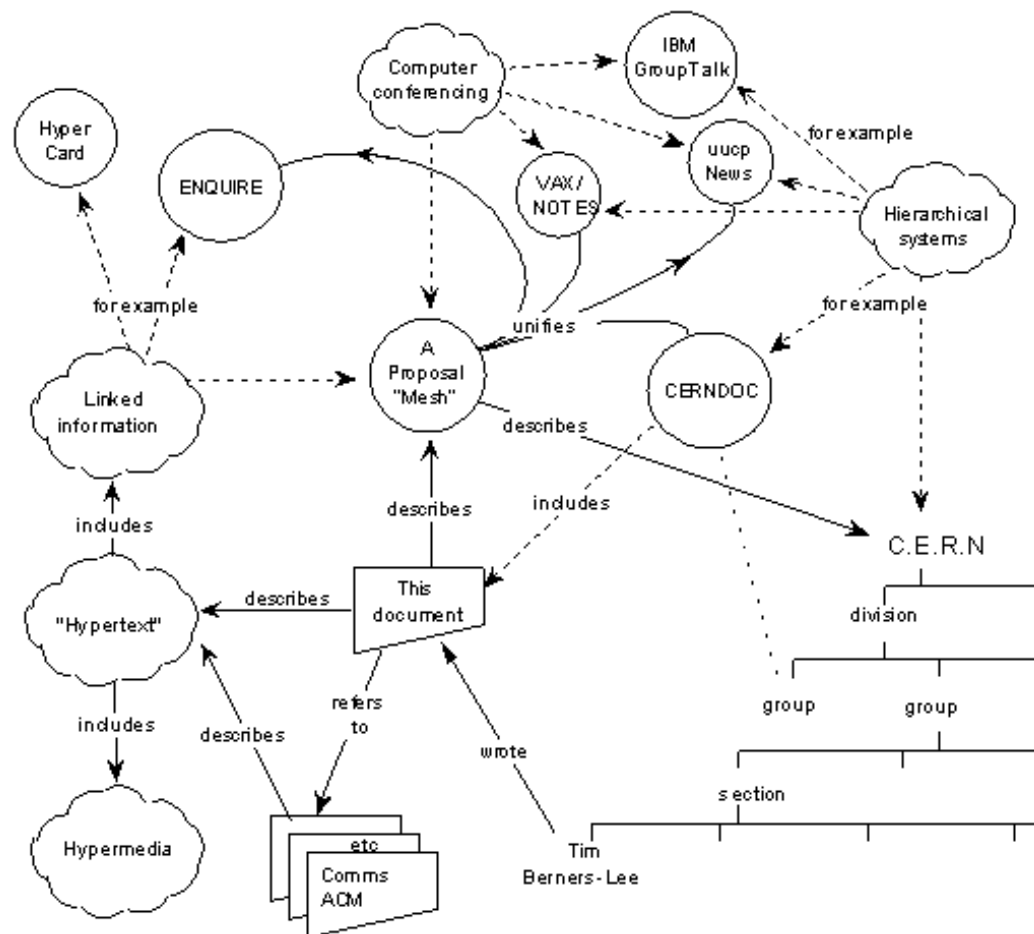 IBM
GroupTalk
Computer
conferencing
Hyper
Card
ENQUIRE
VAX/
NOTES
uucp
News
for example
Hierarchical
systems
for example
for example
unifies
A
Proposal
"Mesh"
CERNDOC
Linked
information
describes
includes
describes
includes
C.E.R.N
This
document
describes
"Hypertext"
division
includes
refers
to
describes
wrote
group
group
section
Hypermedia
etc
Comms
ACM
Tim
Berners-Lee